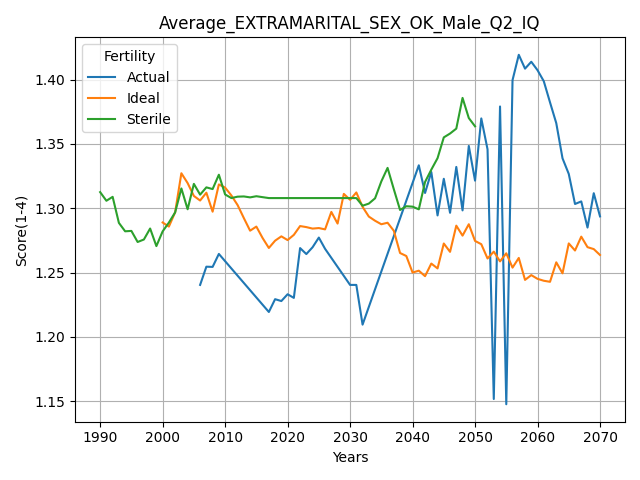 Average_EXTRAMARITAL_SEX_OK_Male_Q2_IQ
Fertility
Actual
Ideal
Sterile
Score(1-4)
1.40
1.35
1.30
1.25
1.20
1.15
1990 2000 2010 2020 2030 2040 2050 2060 2070
Years